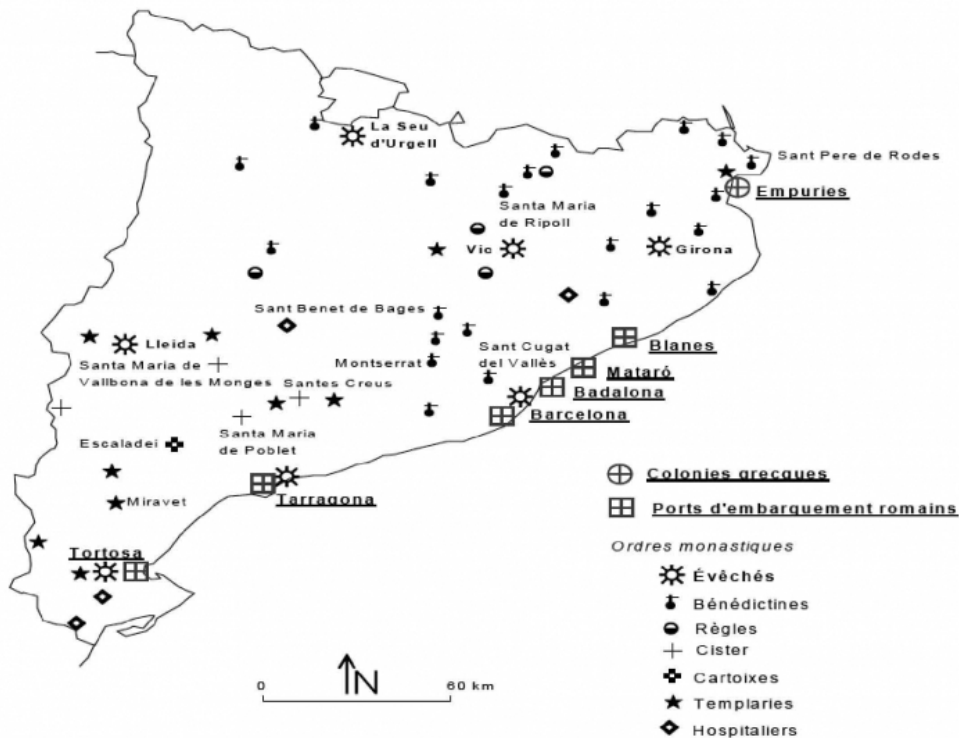 La Seu
d'Urgell
Sant Pere de Rodes
Empuries
Santa Maria
de Ripoll
Vic
Girona
Sant Benet de Bages
Lleida
Santa Maria de
Vallbona de les Monges
Montserrat
Sant Cugat
del Vallès
Blanes
Mataró
Badalona
Barcelona
Santes Creus
Santa Maria
de Poblet
Escaladei
Miravet
Tarragona
Tortosa
Colonies grecques
Ports d'embarquement romains
Ordres monastiques
Évêchés
Bénédictines
Règles
Cister
Cartoixes
Templaries
Hospitaliers
N
0 60 km